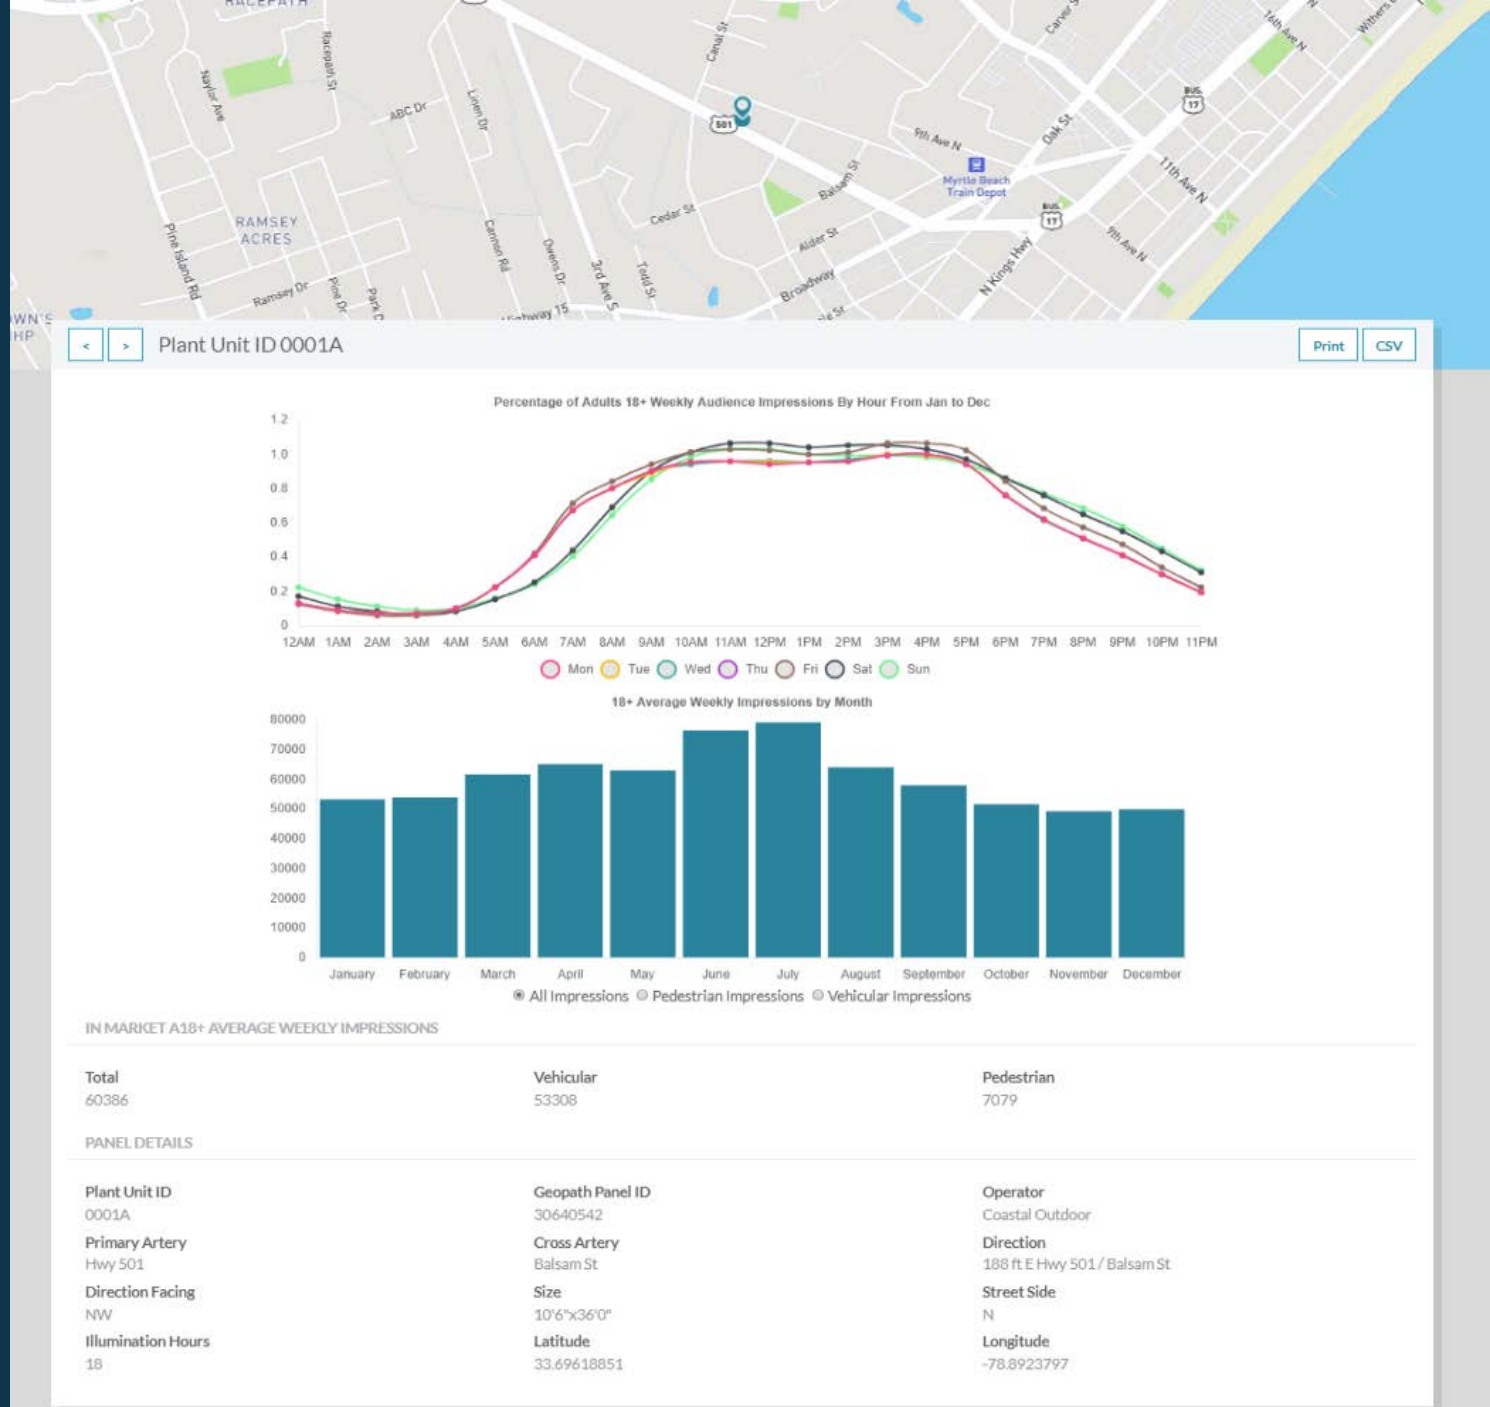 RACEPATH
Canal St
16th Ave N
Naylor Ave
Racepath St
ABC Dr
Linen Dr
501
9th Ave N
Oak St
BUS.
17
11th Ave N
Myrtle Beach
Train Depot
Balsam St
Cedar St
BUS.
17
RAMSEY
ACRES
Pine Island Rd
Cannon Rd
Owens Dr
3rd Ave S
Todd St
Alder St
9th Ave N
N Kings Hwy
Broadway
Ramsay Dr
Pine Dr
< > Plant Unit ID 0001A Print CSV
Percentage of Adults 18+ Weekly Audience Impressions By Hour From Jan to Dec
1.2
1.0
0.8
0.6
0.4
0.2
0
12AM 1AM 2AM 3AM 4AM 5AM 6AM 7AM 8AM 9AM 10AM 11AM 12PM 1PM 2PM 3PM 4PM 5PM 6PM 7PM 8PM 9PM 10PM 11PM
Mon Tue Wed Thu Fri Sat Sun
18+ Average Weekly Impressions by Month
80000
70000
60000
50000
40000
30000
20000
10000
0
January February March April May June July August September October November December
All Impressions Pedestrian Impressions Vehicular Impressions
IN MARKET A18+ AVERAGE WEEKLY IMPRESSIONS
Total Vehicular Pedestrian
60386 53308 7079
PANEL DETAILS
Plant Unit ID Geopath Panel ID Operator
0001A 30640542 Coastal Outdoor
Primary Artery Cross Artery Direction
Hwy 501 Balsam St 188 ft E Hwy 501 / Balsam St
Direction Facing Size Street Side
NW 10'6"x36'0" N
Illumination Hours Latitude Longitude
18 33.69618851 -78.8923797